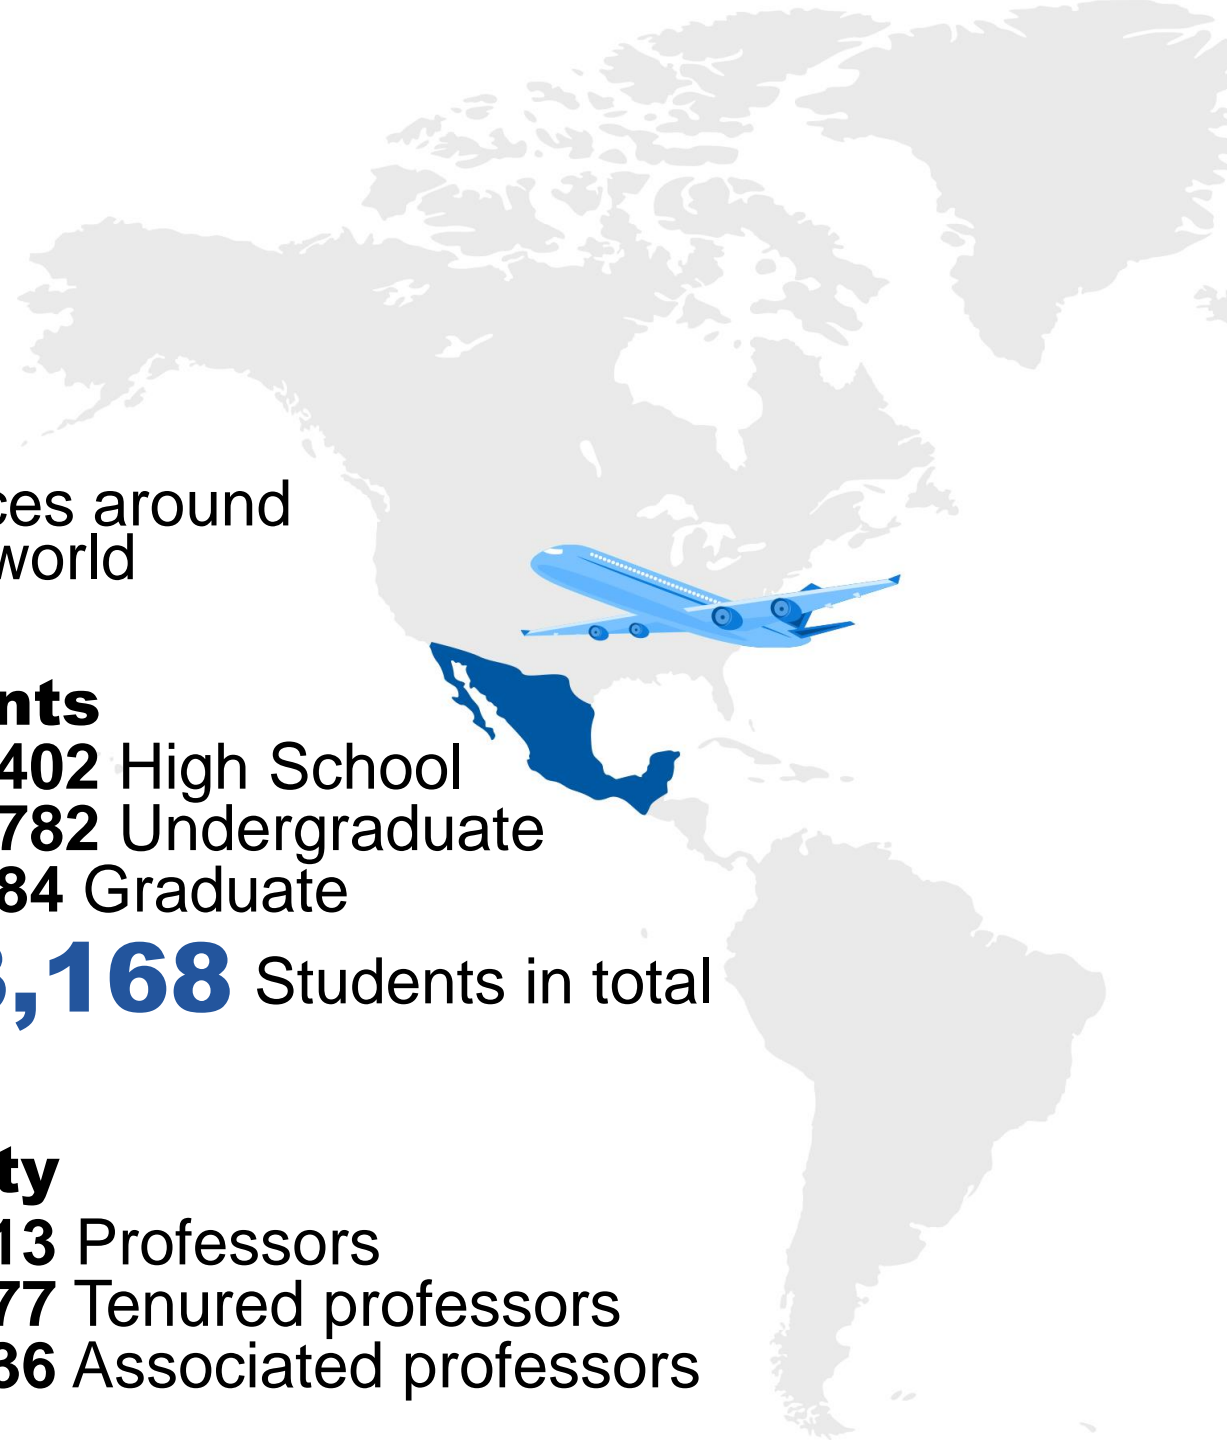 ces around
world
nts
402 High School
782 Undergraduate
84 Graduate
3,168 Students in total
ty
13 Professors
77 Tenured professors
36 Associated professors